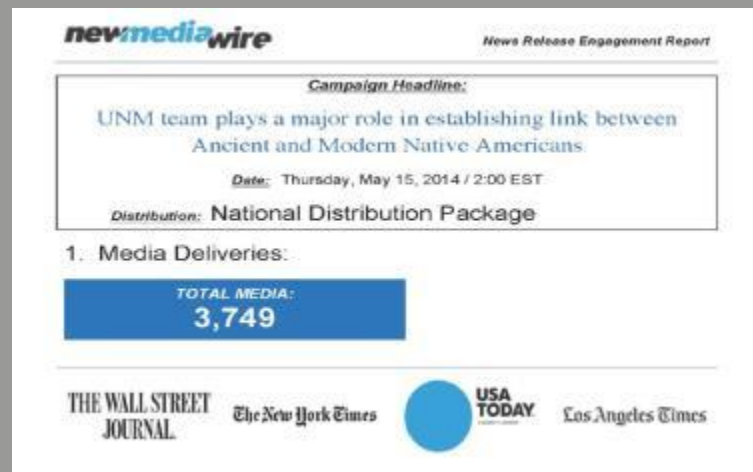 newmediawire
News Release Engagement Report
Campaign Headline:
UNM team plays a major role in establishing link between
Ancient and Modern Native Americans
Date: Thursday, May 15, 2014 / 2:00 EST
Distribution: National Distribution Package
1. Media Deliveries:
TOTAL MEDIA:
3,749
THE WALL STREET
JOURNAL.
The New York Times
USA
TODAY
Los Angeles Times